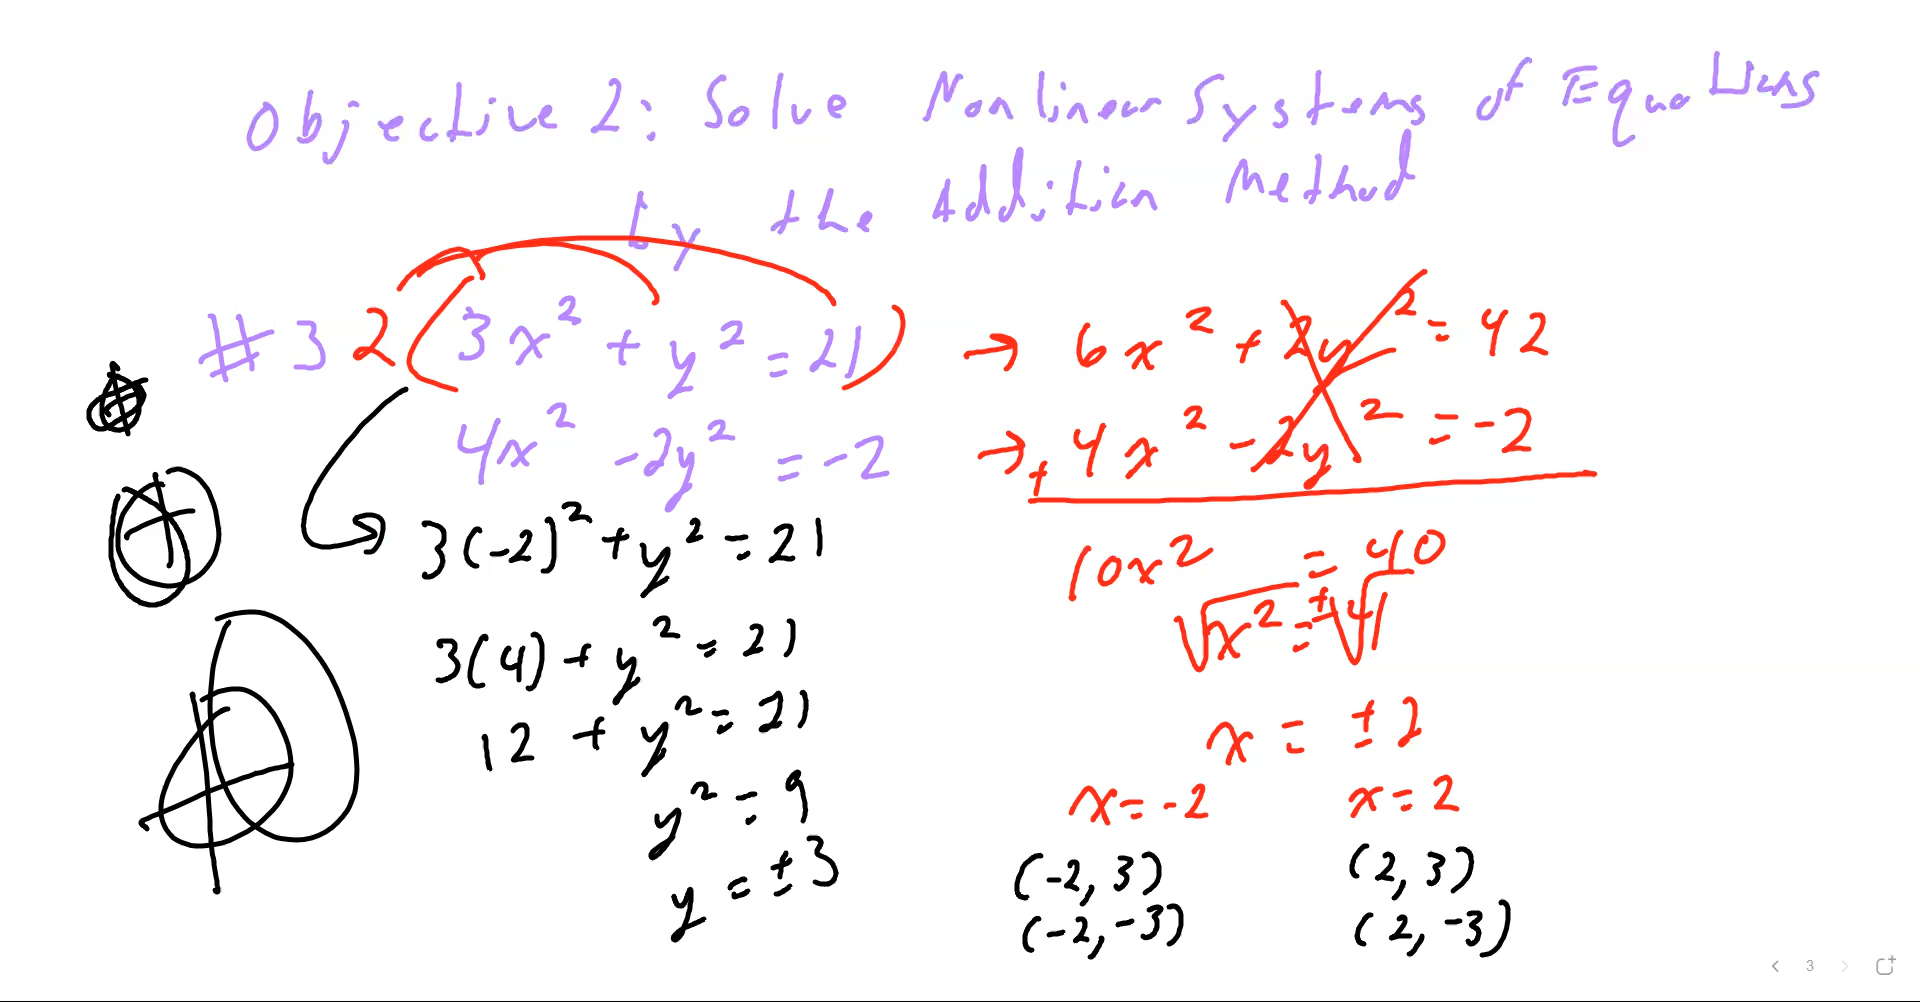 Objective 2: Solve Nonlinear Systems of Equations
by the Addition Method
#3 2(3x² + y² = 21) → 6x² + 2y² = 42
4x² - 2y² = -2 → + 4x² - 2y² = -2
3(-2)² + y² = 21
3(4) + y² = 21
12 + y² = 21
y² = 9
y = ±3
10x² = 40
√x² = ±√4
x = ±2
x = -2 x = 2
(-2, 3) (2, 3)
(-2, -3) (2, -3)
3